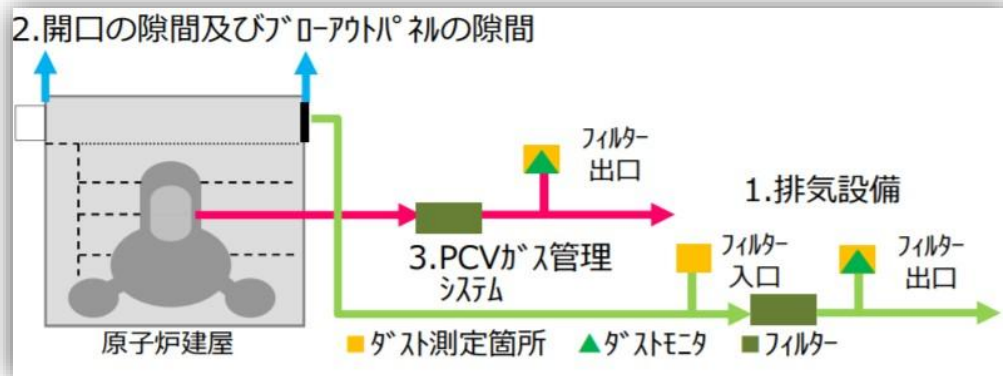 2.開口の隙間及びﾌﾞﾛｰｱｳﾄﾊﾟﾈﾙの隙間
ﾌｨﾙﾀｰ
出口
1.排気設備
3.PCVｶﾞｽ管理
ｼｽﾃﾑ
ﾌｨﾙﾀｰ
入口
ﾌｨﾙﾀｰ
出口
原子炉建屋
ﾀﾞｽﾄ測定箇所
ﾀﾞｽﾄﾓﾆﾀ
ﾌｨﾙﾀｰ